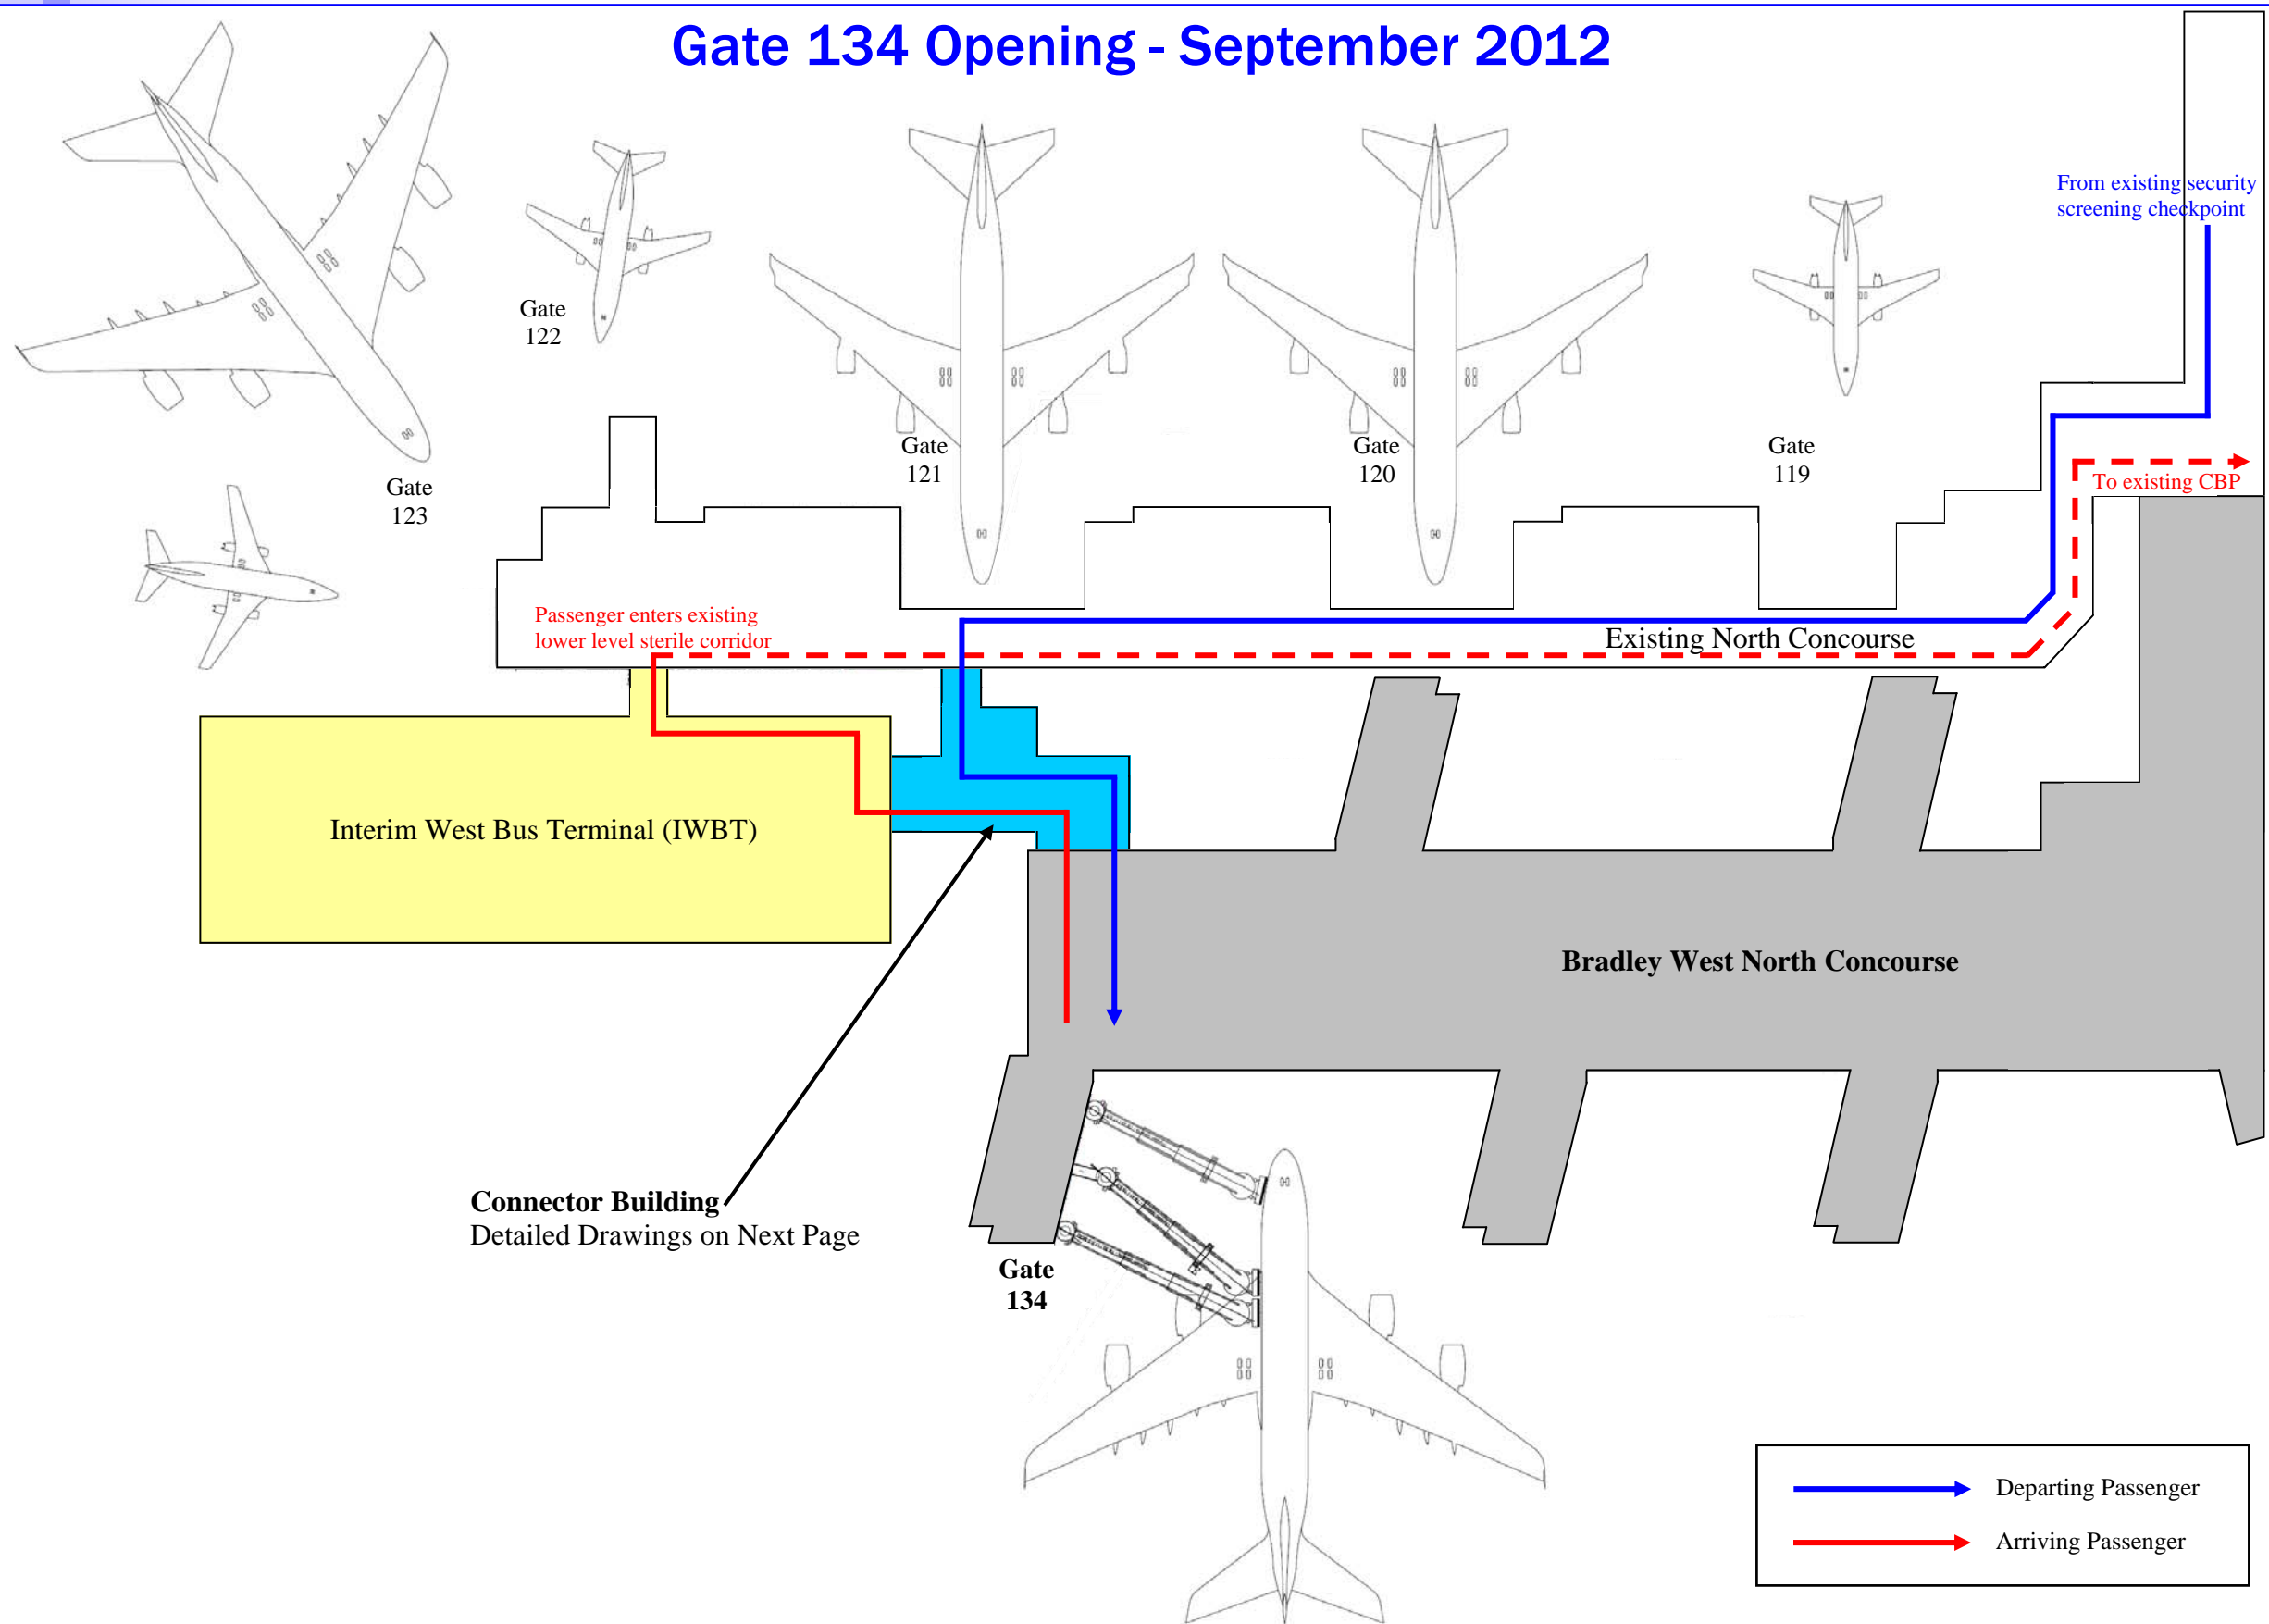 Gate 134 Opening - September 2012
From existing security
screening checkpoint
Gate
122
Gate
121
Gate
120
Gate
119
To existing CBP
Gate
123
Passenger enters existing
lower level sterile corridor
Existing North Concourse
Interim West Bus Terminal (IWBT)
Bradley West North Concourse
Connector Building
Detailed Drawings on Next Page
Gate
134
Departing Passenger
Arriving Passenger